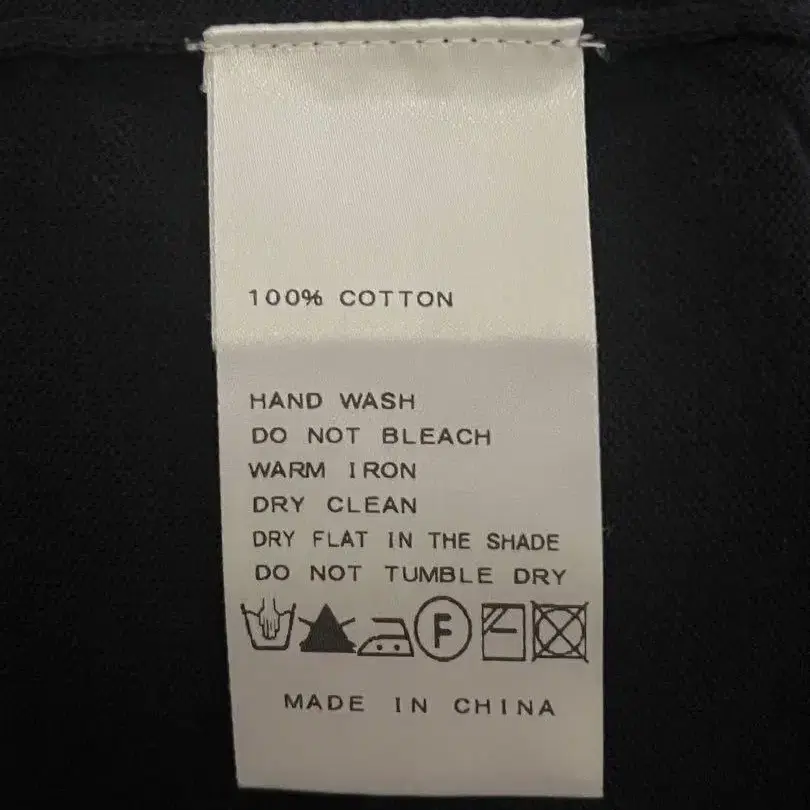 100% COTTON
HAND WASH
DO NOT BLEACH
WARM IRON
DRY CLEAN
DRY FLAT IN THE SHADE
DO NOT TUMBLE DRY
F
MADE IN CHINA